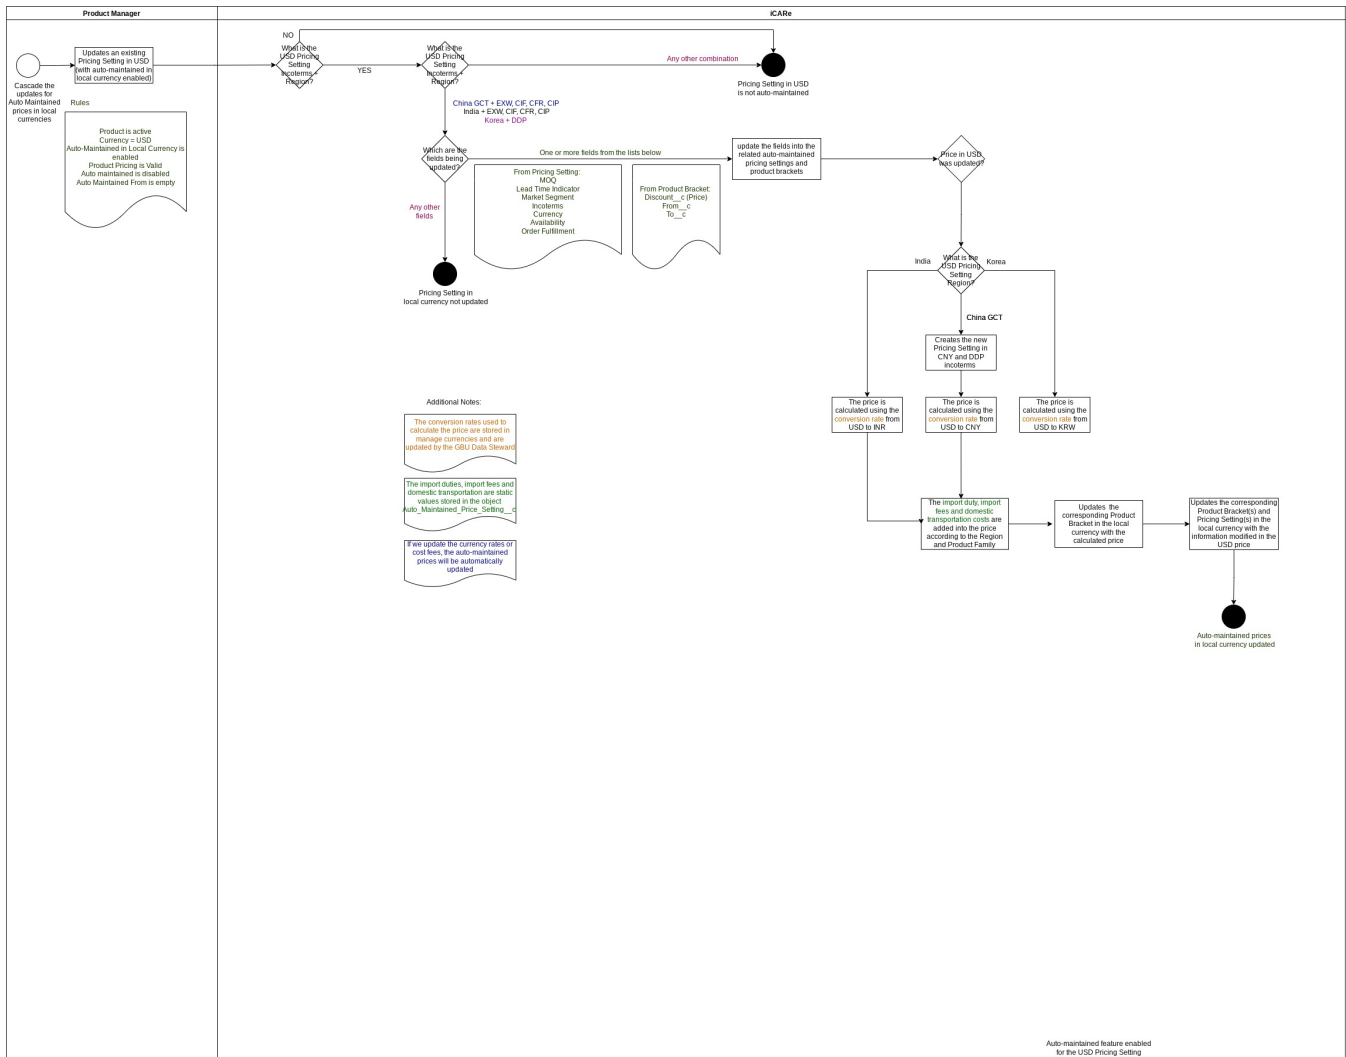 Product Manager
iCARe
Cascade the
updates for
Auto Maintained
prices in local
currencies
Updates an existing
Pricing Setting in USD
(with auto-maintained in
local currency enabled)
Rules
Product is active
Currency = USD
Auto-Maintained in Local Currency is
enabled
Product Pricing is Valid
Auto maintained is disabled
Auto Maintained From is empty
NO
What is the
USD Pricing
Setting
Incoterms +
Region?
YES
What is the
USD Pricing
Setting
Incoterms +
Region?
Any other combination
Pricing Setting in USD
is not auto-maintained
China GCT + EXW, CIF, CFR, CIP
India + EXW, CIF, CFR, CIP
Korea + DDP
Which are the
fields being
updated?
One or more fields from the lists below
From Pricing Setting:
MOQ
Lead Time Indicator
Market Segment
Incoterms
Currency
Availability
Order Fulfillment
From Product Bracket:
Discount__c (Price)
From__c
To__c
Any other
fields
Pricing Setting in
local currency not updated
update the fields into the
related auto-maintained
pricing settings and
product brackets
Price in USD
was updated?
What is the
USD Pricing
Setting
Region?
India
Korea
China GCT
Creates the new
Pricing Setting in
CNY and DDP
incoterms
The price is
calculated using the
conversion rate from
USD to INR
The price is
calculated using the
conversion rate from
USD to CNY
The price is
calculated using the
conversion rate from
USD to KRW
Additional Notes:
The conversion rates used to
calculate the price are stored in
manage currencies and are
updated by the GBU Data Steward
The import duties, import fees and
domestic transportation are static
values stored in the object
Auto_Maintained_Price_Setting__c
If we update the currency rates or
cost fees, the auto-maintained
prices will be automatically
updated
The import duty, import
fees and domestic
transportation costs are
added into the price
according to the Region
and Product Family
Updates the
corresponding Product
Bracket in the local
currency with the
calculated price
Updates the corresponding
Product Bracket(s) and
Pricing Setting(s) in the
local currency with the
information modified in the
USD price
Auto-maintained prices
in local currency updated
Auto-maintained feature enabled
for the USD Pricing Setting